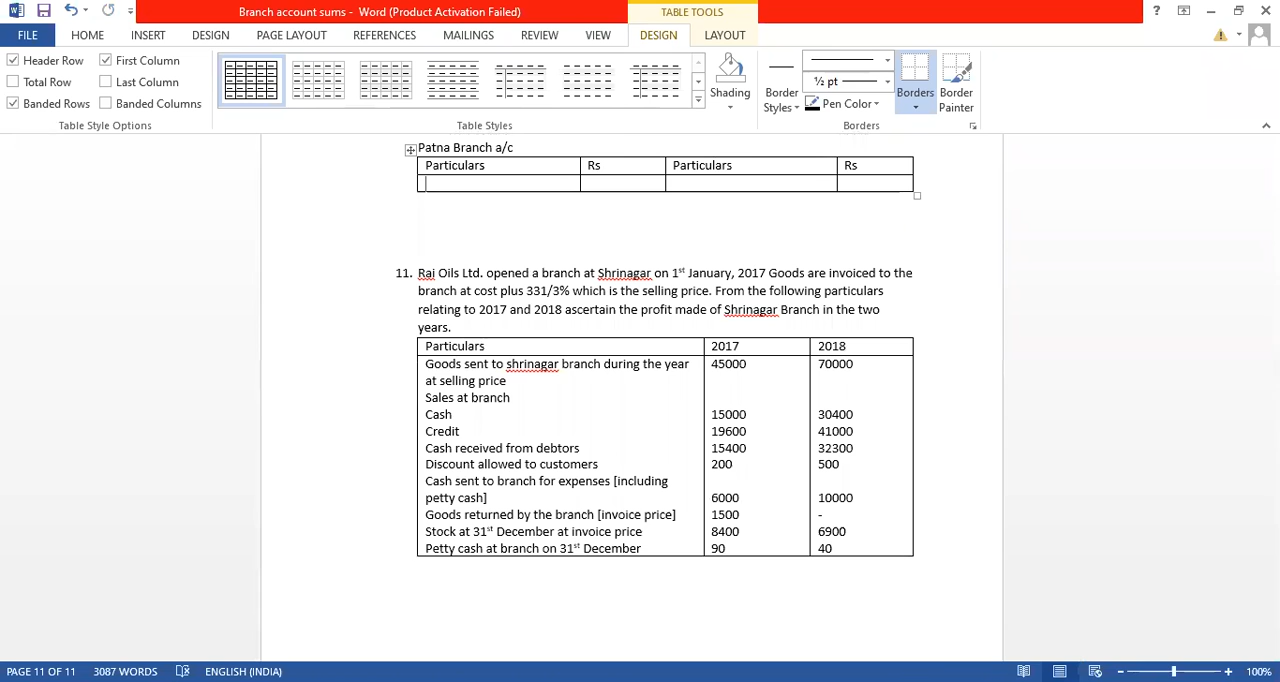 Branch account sums - Word (Product Activation Failed)
TABLE TOOLS
?
FILE HOME INSERT DESIGN PAGE LAYOUT REFERENCES MAILINGS REVIEW VIEW DESIGN LAYOUT
Header Row First Column
Total Row Last Column
Banded Rows Banded Columns
Table Style Options
Table Styles
Shading
Border Styles
½ pt
Pen Color
Borders
Border Painter
Borders
Patna Branch a/c
Particulars Rs Particulars Rs
11. Rai Oils Ltd. opened a branch at Shrinagar on 1st January, 2017 Goods are invoiced to the
branch at cost plus 331/3% which is the selling price. From the following particulars
relating to 2017 and 2018 ascertain the profit made of Shrinagar Branch in the two
years.
Particulars 2017 2018
Goods sent to shrinagar branch during the year 45000 70000
at selling price
Sales at branch
Cash 15000 30400
Credit 19600 41000
Cash received from debtors 15400 32300
Discount allowed to customers 200 500
Cash sent to branch for expenses [including
petty cash] 6000 10000
Goods returned by the branch [invoice price] 1500 -
Stock at 31st December at invoice price 8400 6900
Petty cash at branch on 31st December 90 40
PAGE 11 OF 11 3087 WORDS ENGLISH (INDIA) 100%